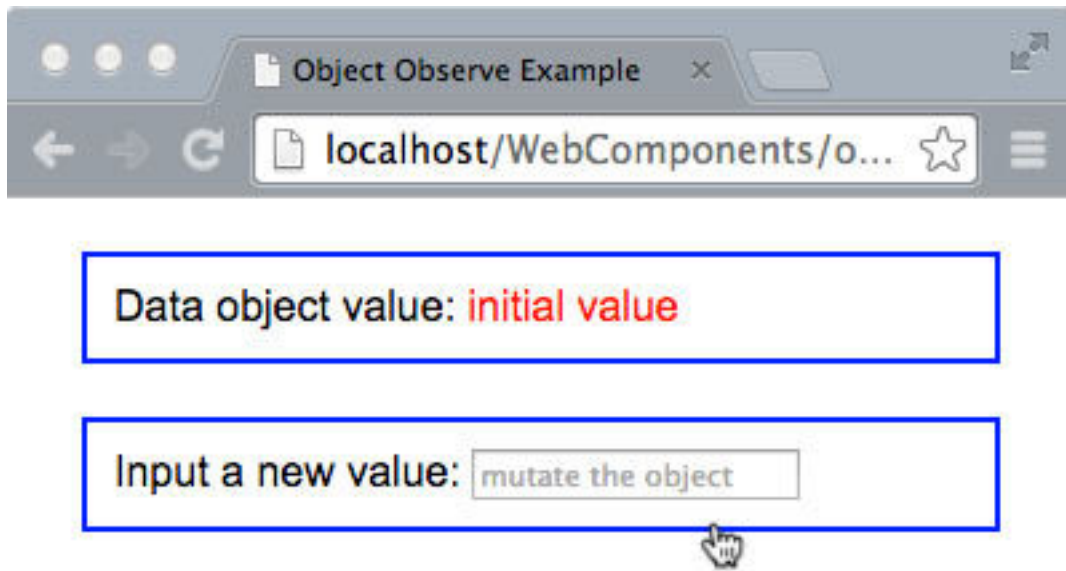 Object Observe Example
localhost/WebComponents/o...
Data object value: initial value
Input a new value: mutate the object